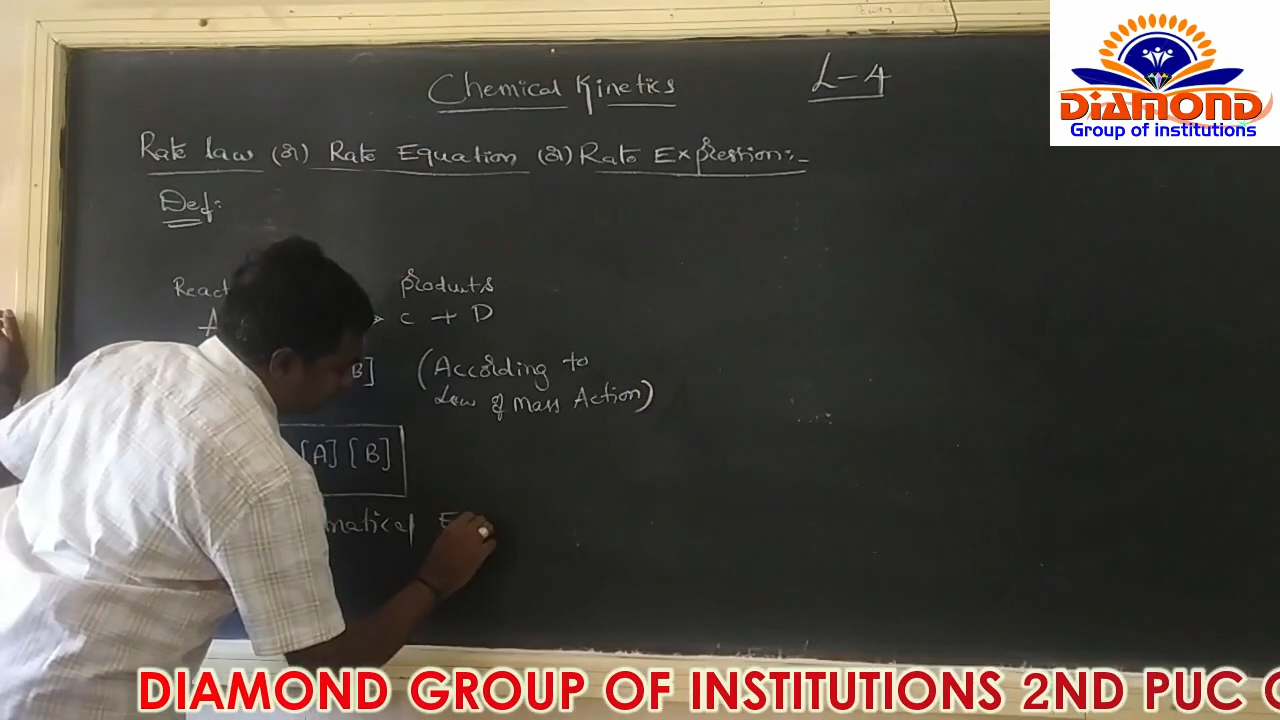 Chemical Kinetics
L-4
Rate law (or) Rate Equation (or) Rate Expression:-
Def:
React products
A > C + D
B] (According to
Law of Mass Action)
[A] [B]
matical E
DIAMOND
Group of institutions
DIAMOND GROUP OF INSTITUTIONS 2ND PUC